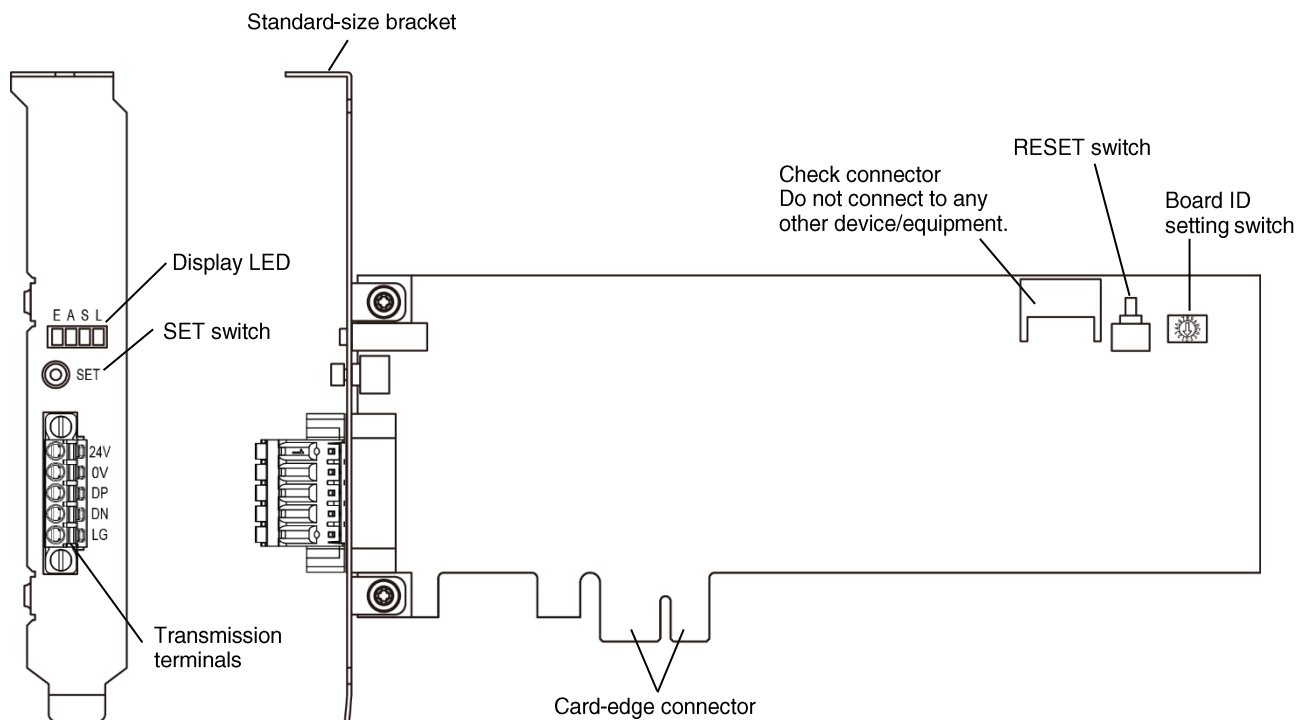 Standard-size bracket
RESET switch
Check connector
Do not connect to any
other device/equipment.
Board ID
setting switch
Display LED
E A S L
SET switch
SET
24V
0V
DP
DN
LG
Transmission
terminals
Card-edge connector